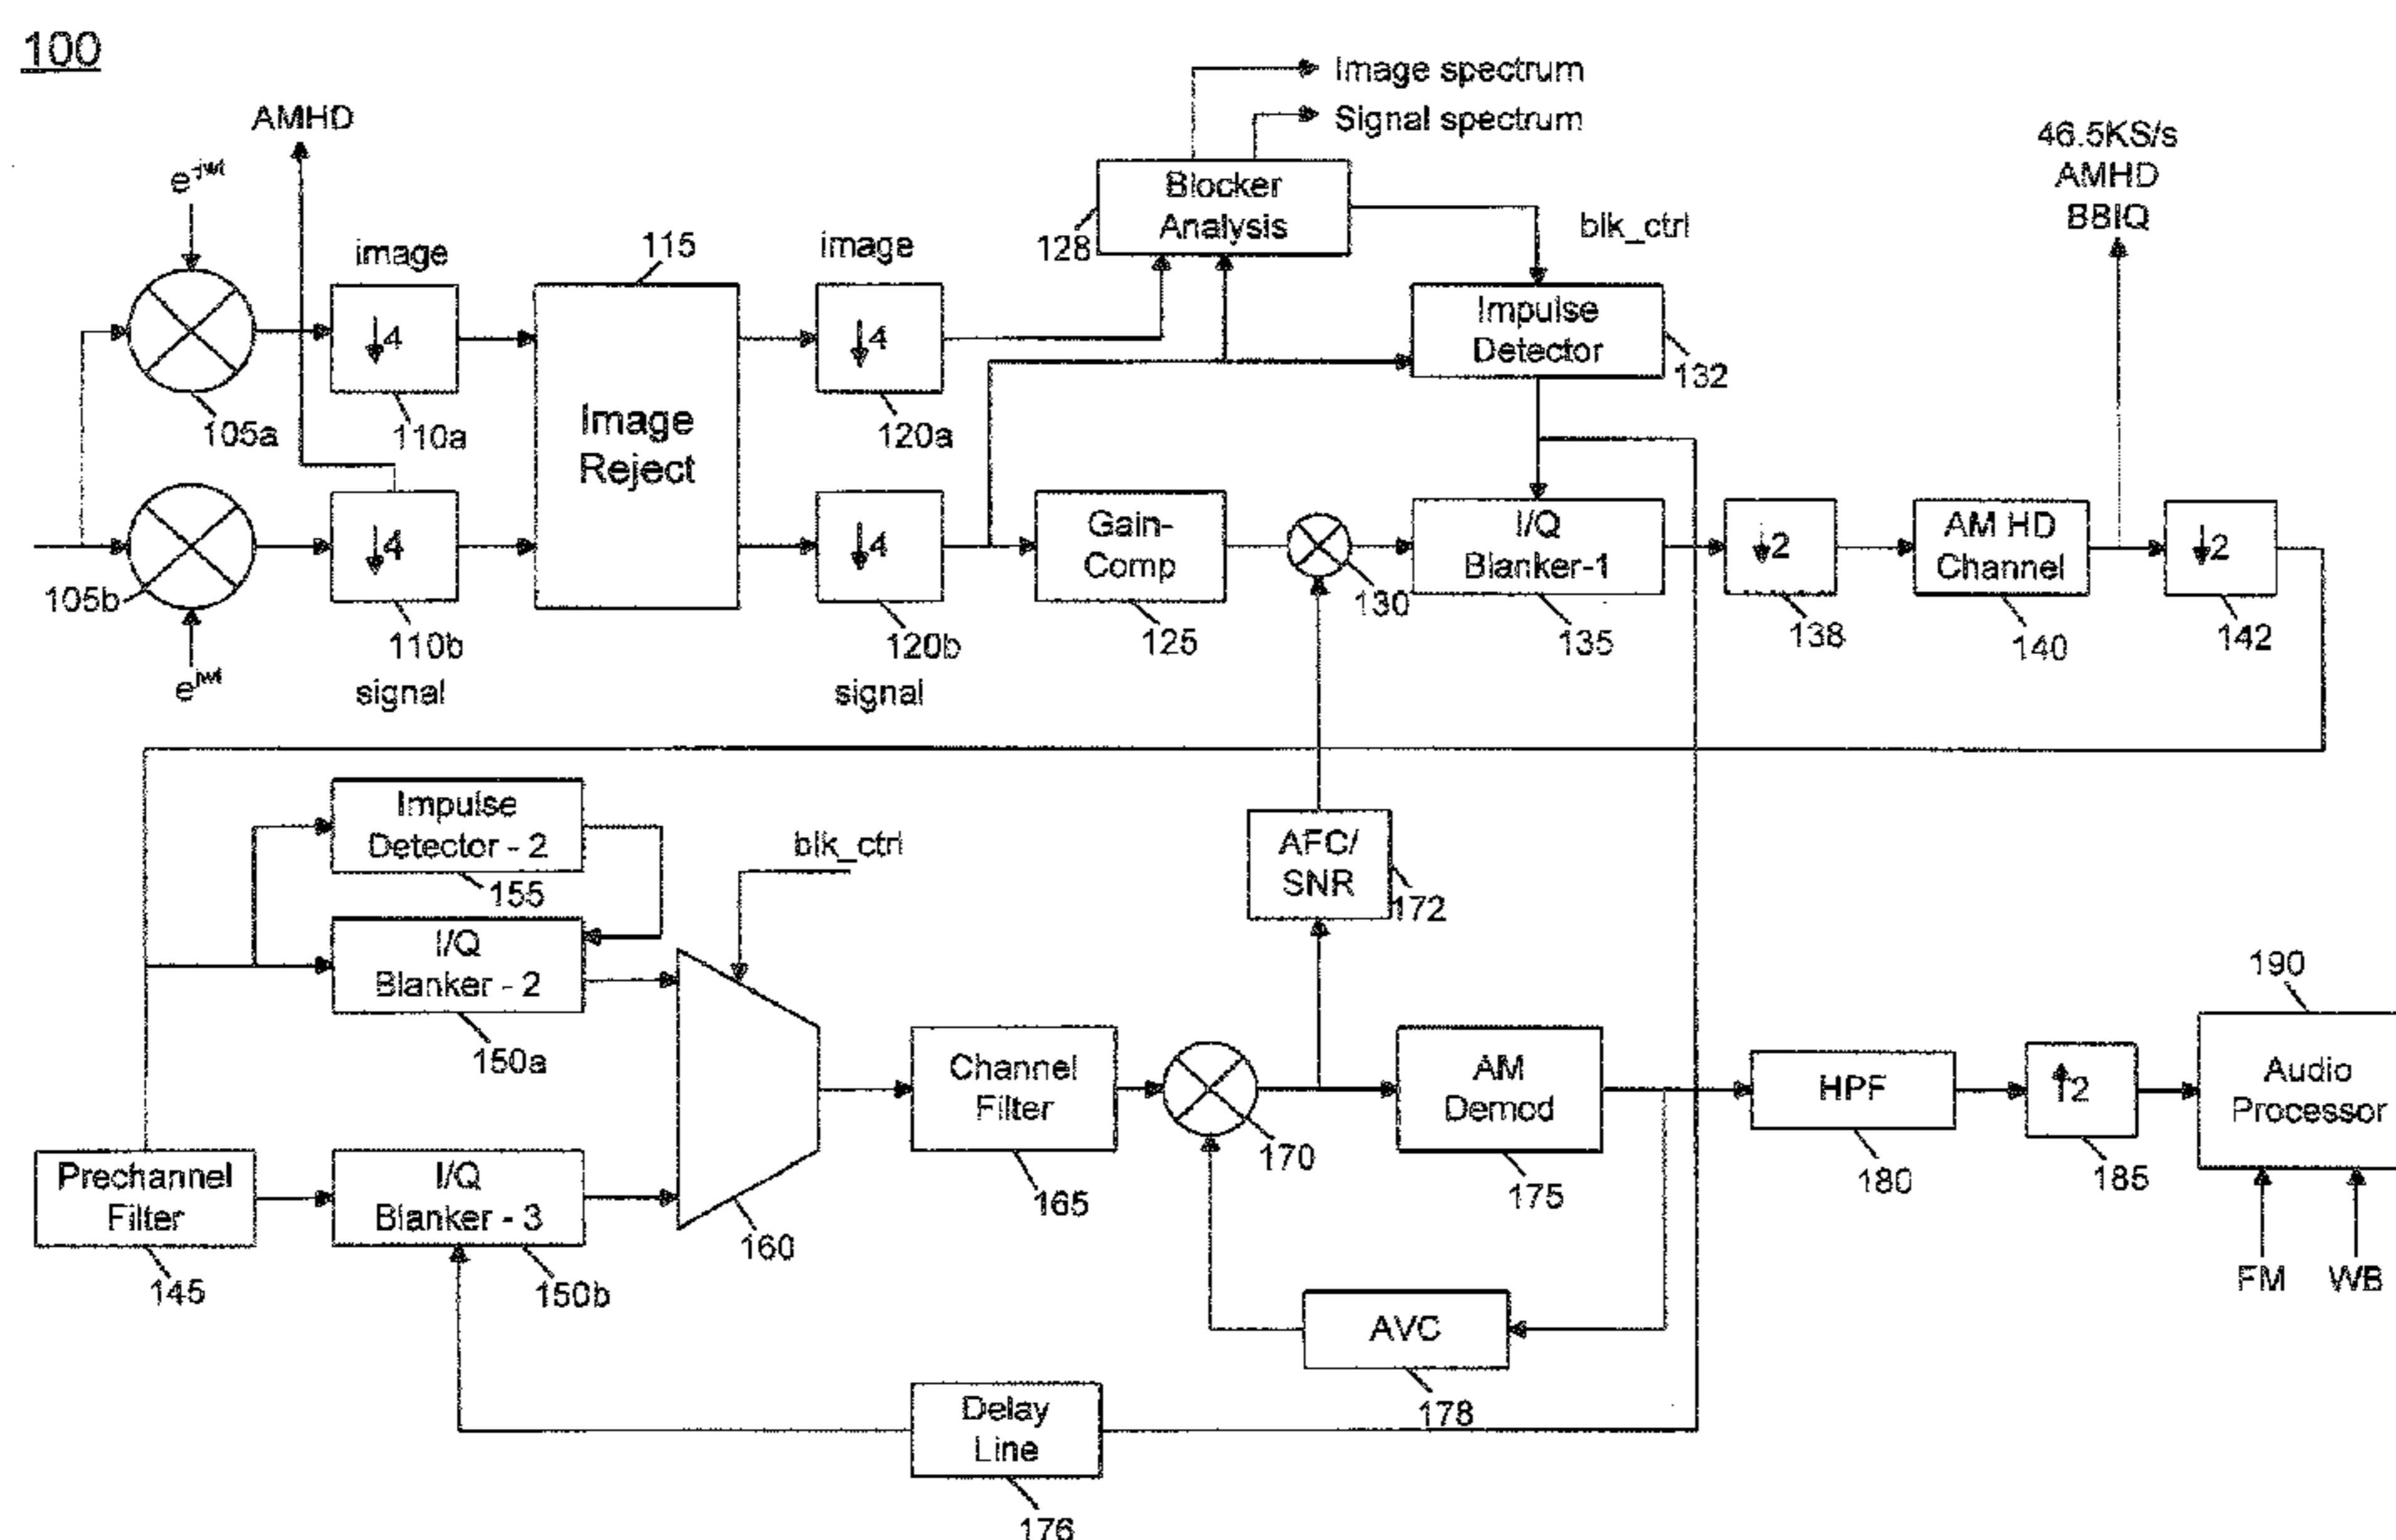 100
AMHD
e^-jwt
image
115
image
Image spectrum
Signal spectrum
Blocker
Analysis
128
blk_ctrl
46.5KS/s
AMHD
BBIQ
↓4
↓4
Impulse
Detector
132
105a
110a
Image
Reject
120a
↓4
↓4
Gain-
Comp
130
I/Q
Blanker-1
↓2
AM HD
Channel
↓2
105b
110b
120b
125
135
138
140
142
e^jwt
signal
signal
Impulse
Detector - 2
155
blk_ctrl
AFC/
SNR
172
I/Q
Blanker - 2
150a
190
Channel
Filter
165
170
AM
Demod
175
HPF
180
↑2
185
Audio
Processor
Prechannel
Filter
145
I/Q
Blanker - 3
150b
160
FM
WB
AVC
178
Delay
Line
176